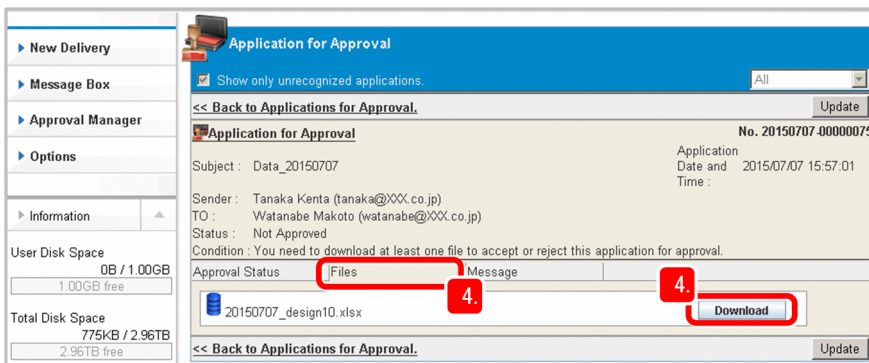 New Delivery
Message Box
Approval Manager
Options
Information
User Disk Space
0B / 1.00GB
1.00GB free
Total Disk Space
775KB / 2.96TB
2.96TB free
Application for Approval
Show only unrecognized applications.
All
<< Back to Applications for Approval.
Update
Application for Approval
No. 20150707-00000075
Subject : Data_20150707
Application
Date and 2015/07/07 15:57:01
Time :
Sender : Tanaka Kenta (tanaka@XXX.co.jp)
TO : Watanabe Makoto (watanabe@XXX.co.jp)
Status : Not Approved
Condition : You need to download at least one file to accept or reject this application for approval.
Approval Status Files Message
4.
4.
20150707_design10.xlsx
Download
<< Back to Applications for Approval.
Update